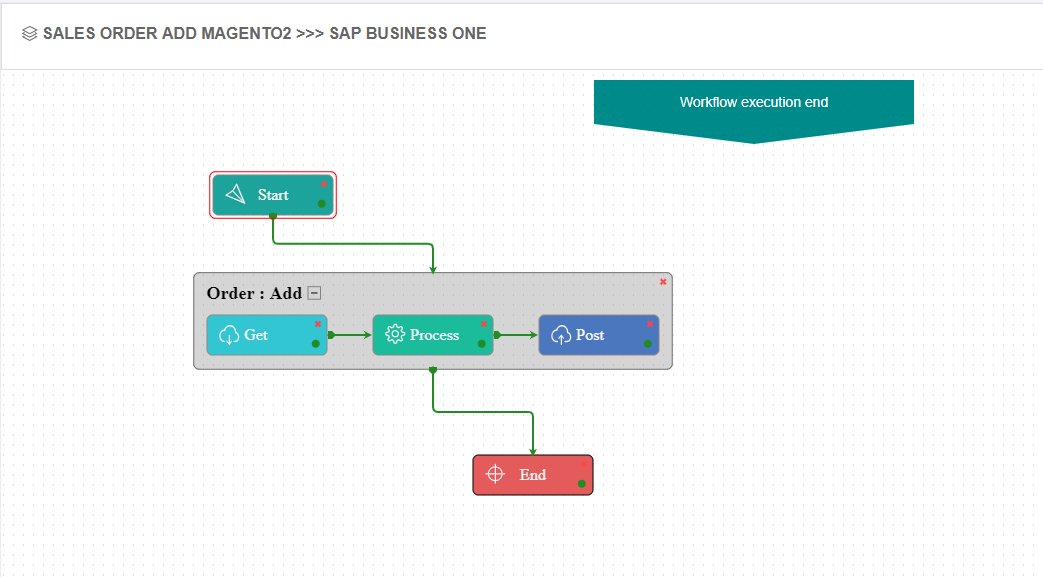 SALES ORDER ADD MAGENTO2 >>> SAP BUSINESS ONE
Workflow execution end
Start
Order : Add
Get
Process
Post
End